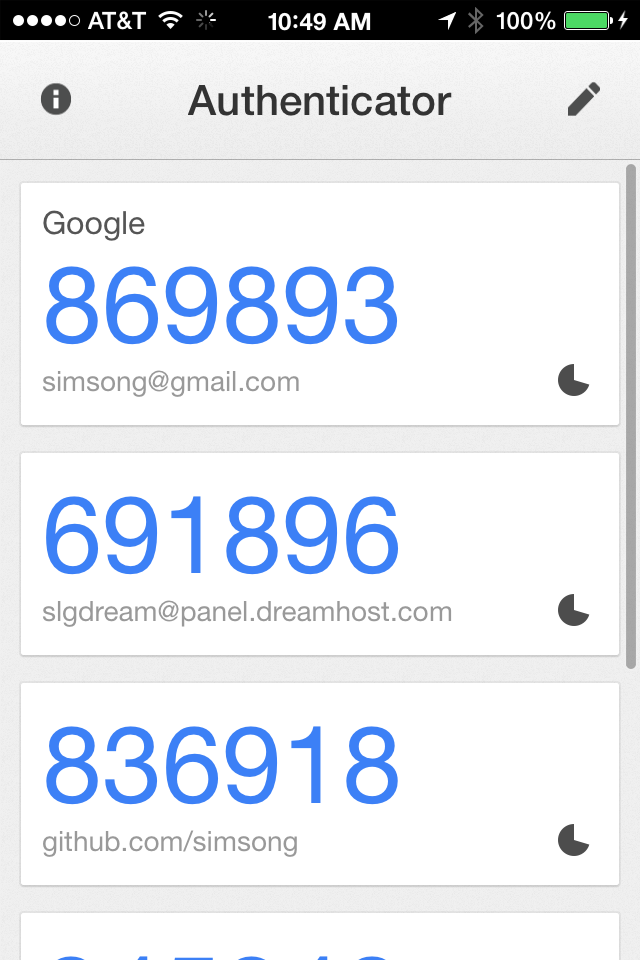 AT&T 10:49 AM 100%
Authenticator
Google
869893
simsong@gmail.com
691896
slgdream@panel.dreamhost.com
836918
github.com/simsong